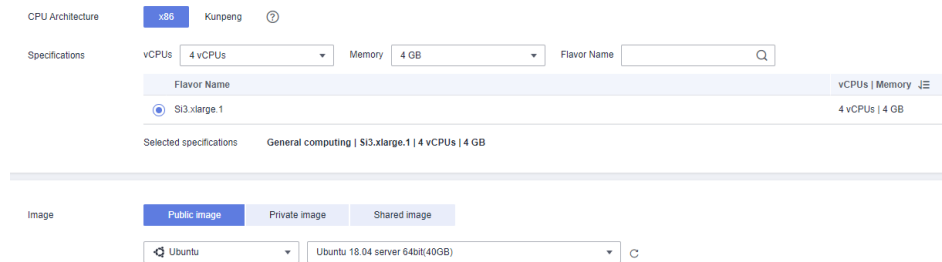 CPU Architecture x86 Kunpeng ?
Specifications vCPUs 4 vCPUs Memory 4 GB Flavor Name
Flavor Name vCPUs | Memory
Si3.xlarge.1 4 vCPUs | 4 GB
Selected specifications General computing | Si3.xlarge.1 | 4 vCPUs | 4 GB
Image Public image Private image Shared image
Ubuntu Ubuntu 18.04 server 64bit(40GB)